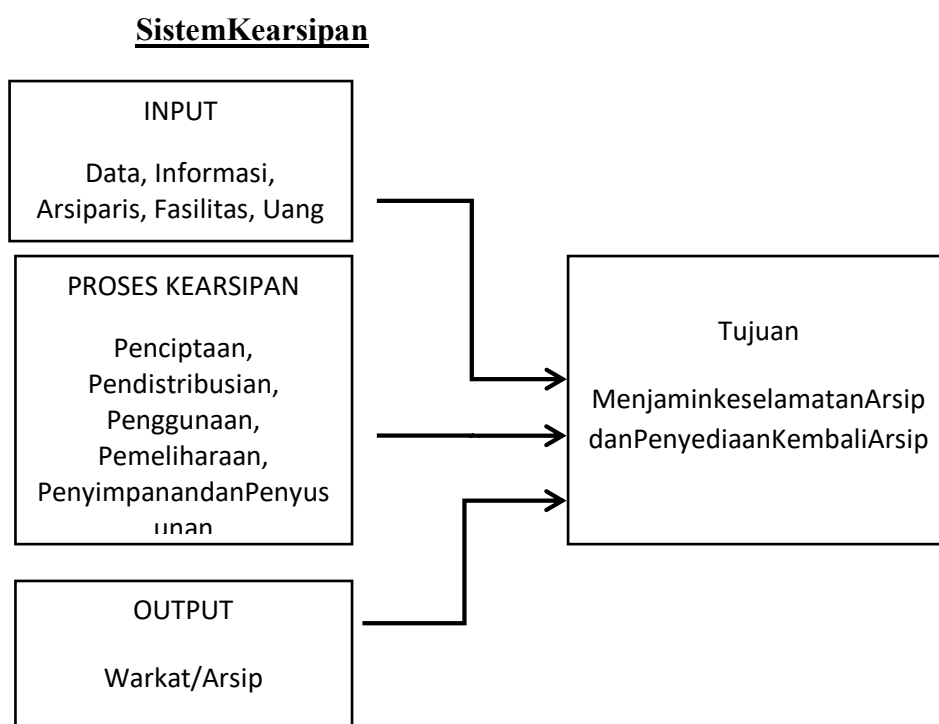 SistemKearsipan
INPUT
Data, Informasi,
Arsiparis, Fasilitas, Uang
PROSES KEARSIPAN
Penciptaan,
Pendistribusian,
Penggunaan,
Pemeliharaan,
PenyimpanandanPenyus
unan
OUTPUT
Warkat/Arsip
Tujuan
MenjaminkeselamatanArsip
danPenyediaanKembaliArsip